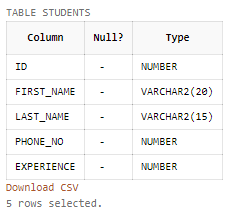 TABLE STUDENTS
Column Null? Type
ID - NUMBER
FIRST_NAME - VARCHAR2(20)
LAST_NAME - VARCHAR2(15)
PHONE_NO - NUMBER
EXPERIENCE - NUMBER
Download CSV
5 rows selected.